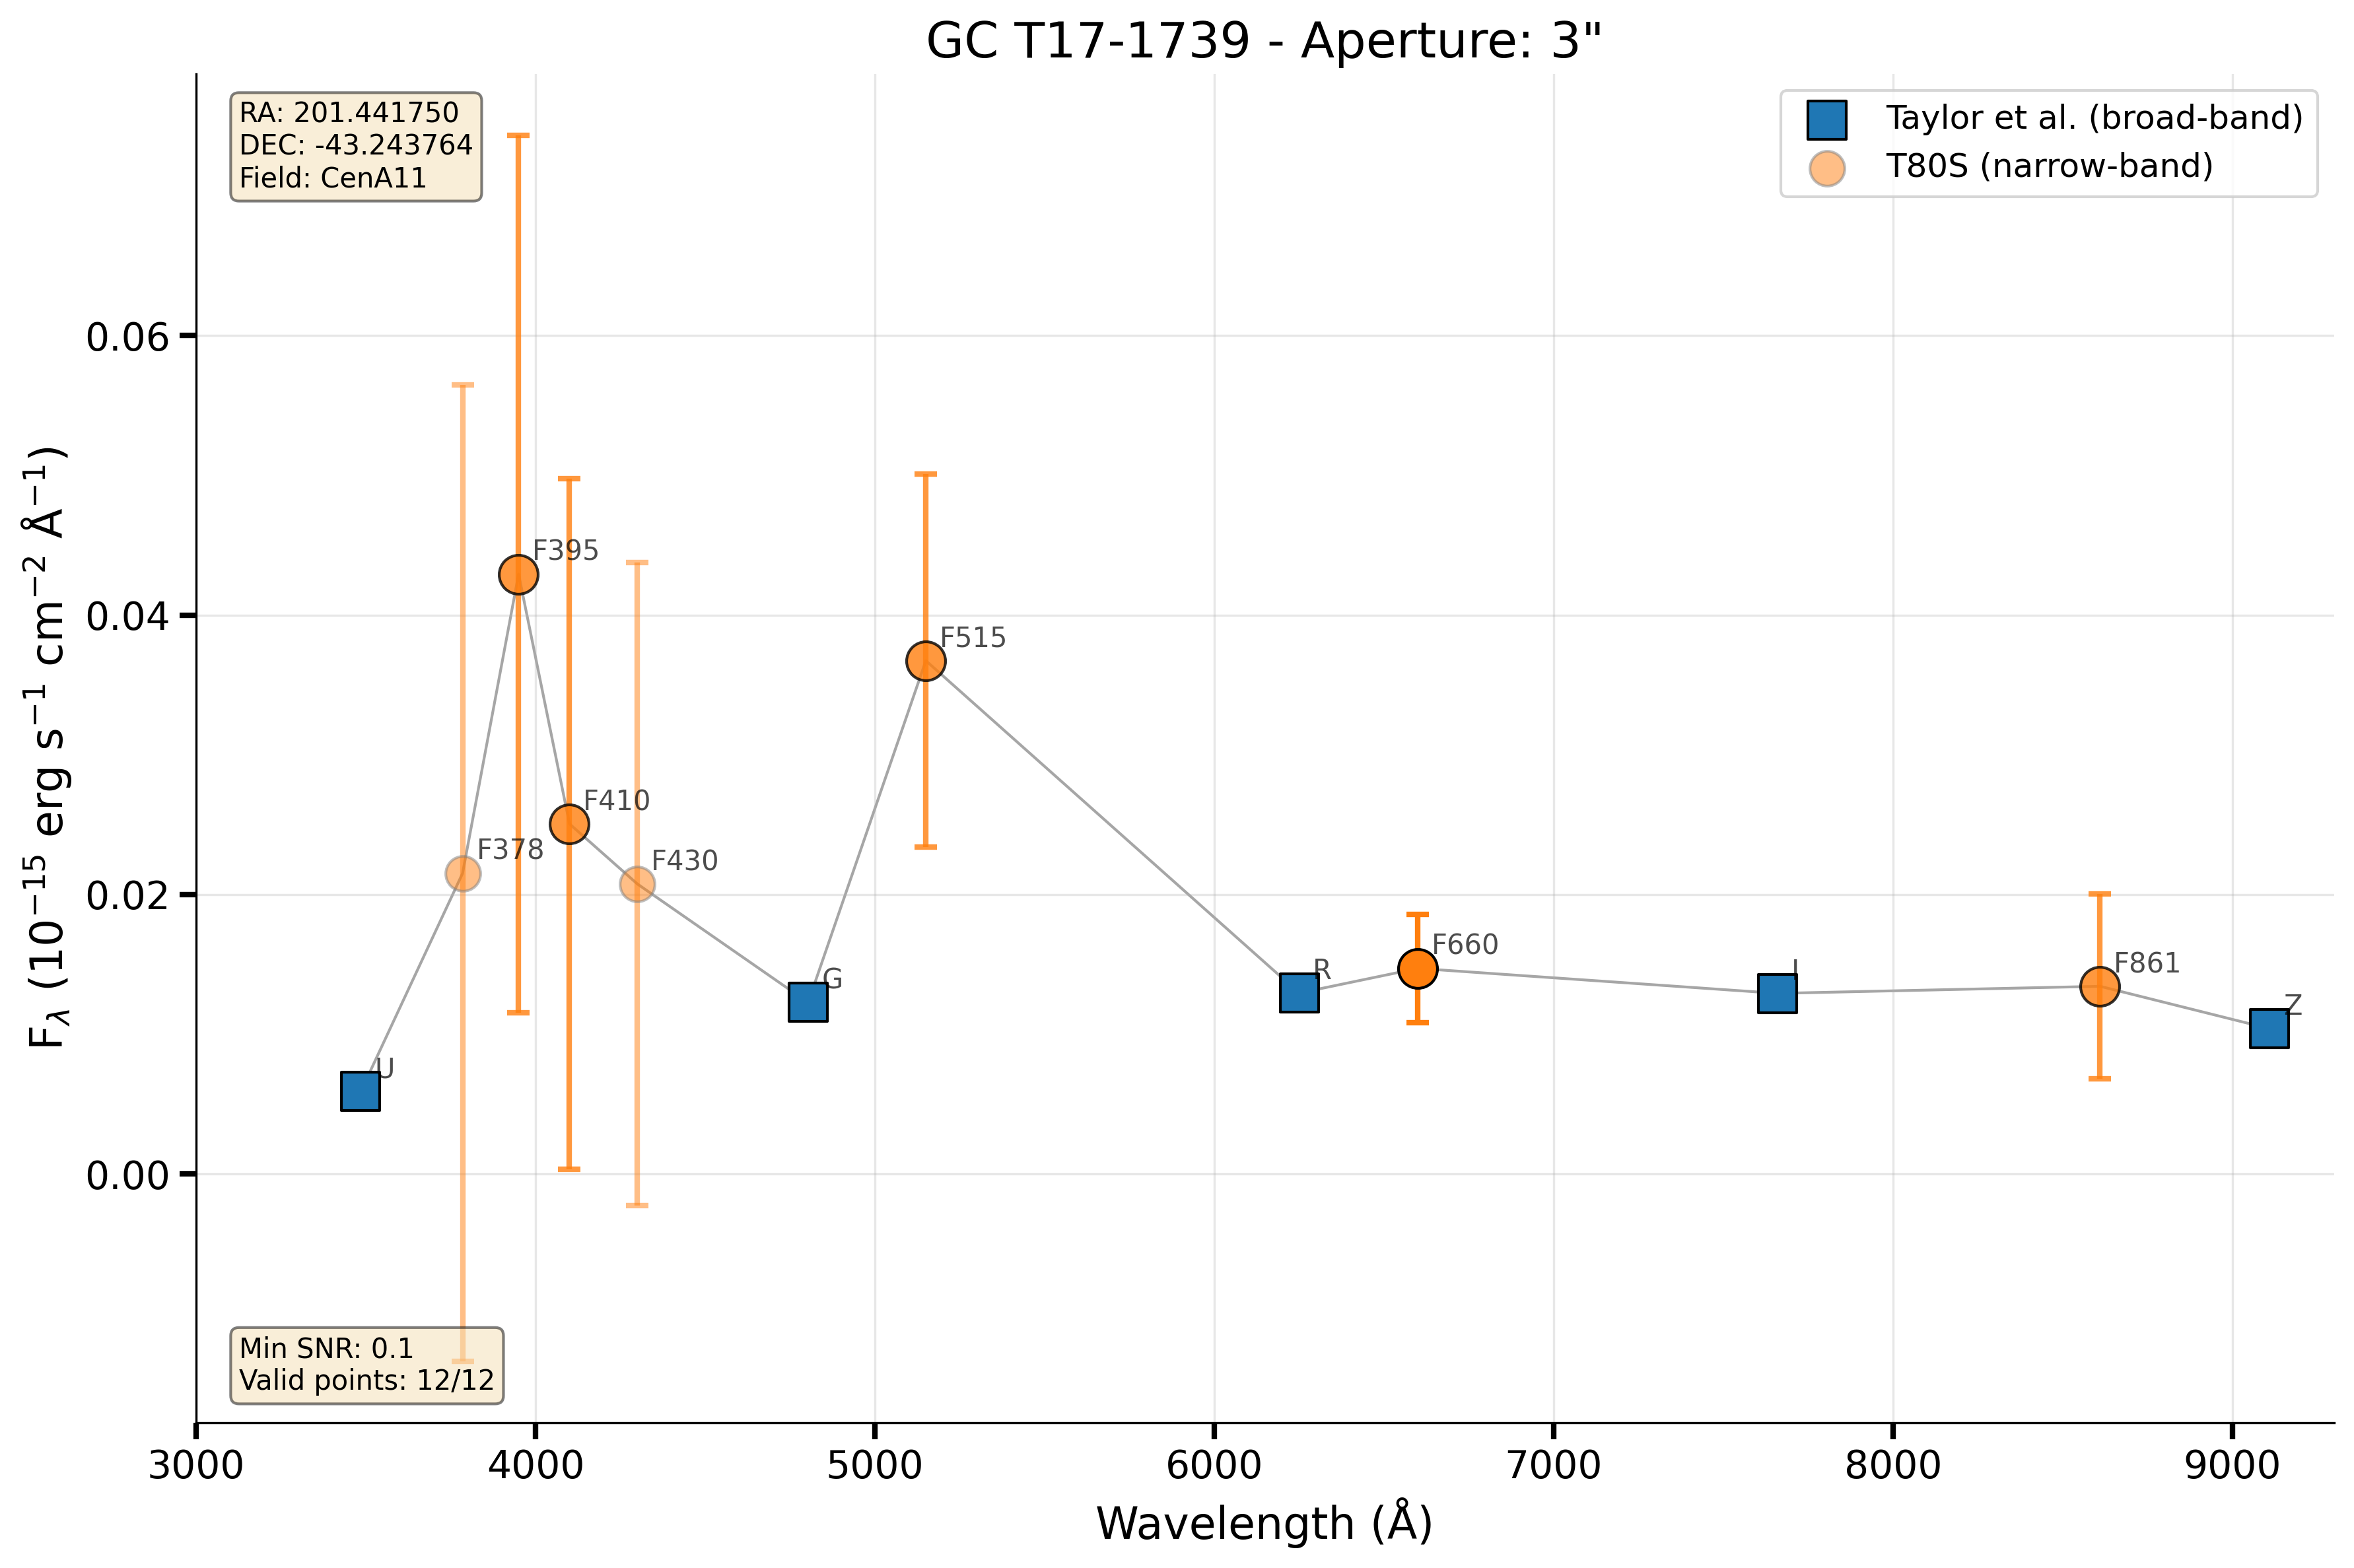 GC T17-1739 - Aperture: 3"
RA: 201.441750
DEC: -43.243764
Field: CenA11
Taylor et al. (broad-band)
T80S (narrow-band)
0.06
0.04
0.02
0.00
F$_λ$ (10$^{−15}$ erg s$^{−1}$ cm$^{−2}$ Å$^{−1}$)
F395
F515
F410
F378
F430
G
U
R
F660
I
F861
Z
Min SNR: 0.1
Valid points: 12/12
3000
4000
5000
6000
7000
8000
9000
Wavelength (Å)